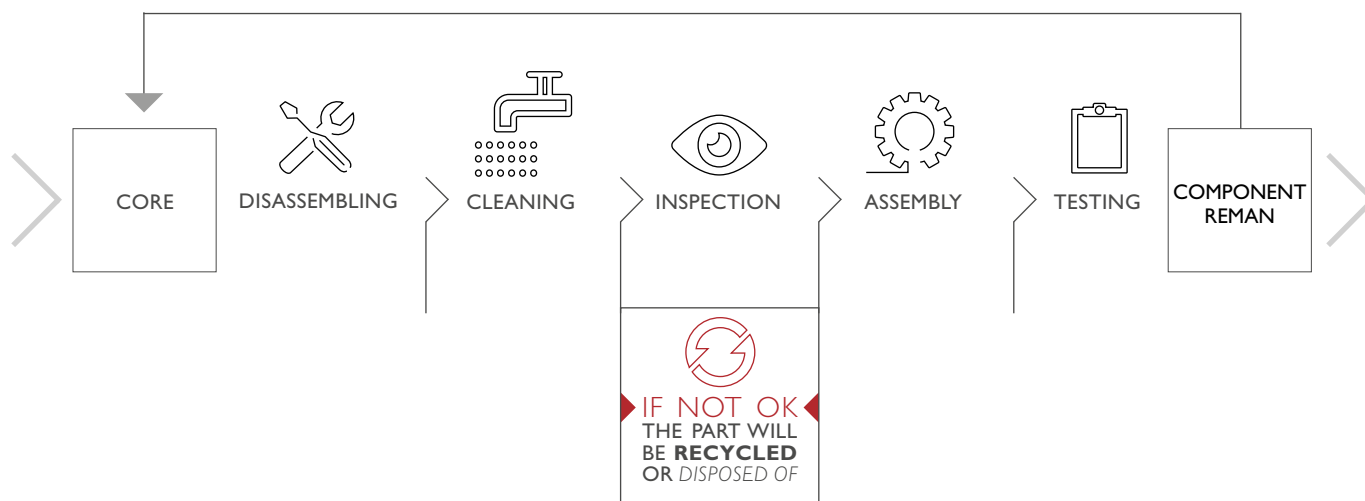 CORE
DISASSEMBLING
CLEANING
INSPECTION
ASSEMBLY
TESTING
COMPONENT
REMAN
IF NOT OK
THE PART WILL
BE RECYCLED
OR DISPOSED OF